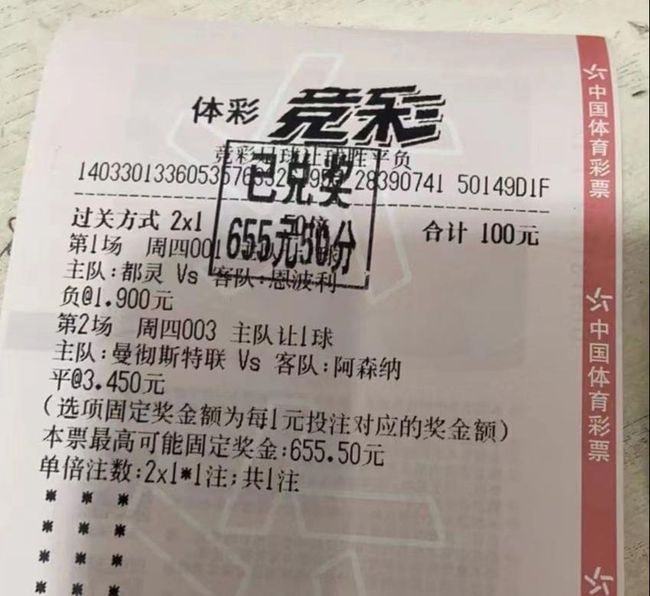 体彩 竞彩
竞彩足球让球胜平负
已兑奖
655元50分
28390741 50149D1F
过关方式 2x1 50倍 合计 100元
第1场 周四001
主队:都灵 Vs 客队:恩波利
负@1.900元
第2场 周四003 主队让1球
主队:曼彻斯特联 Vs 客队:阿森纳
平@3.450元
(选项固定奖金额为每1元投注对应的奖金额)
本票最高可能固定奖金:655.50元
单倍注数:2x1*1注;共1注
* * *
* * *
* * *
* * *
中国体育彩票
中国体育彩票